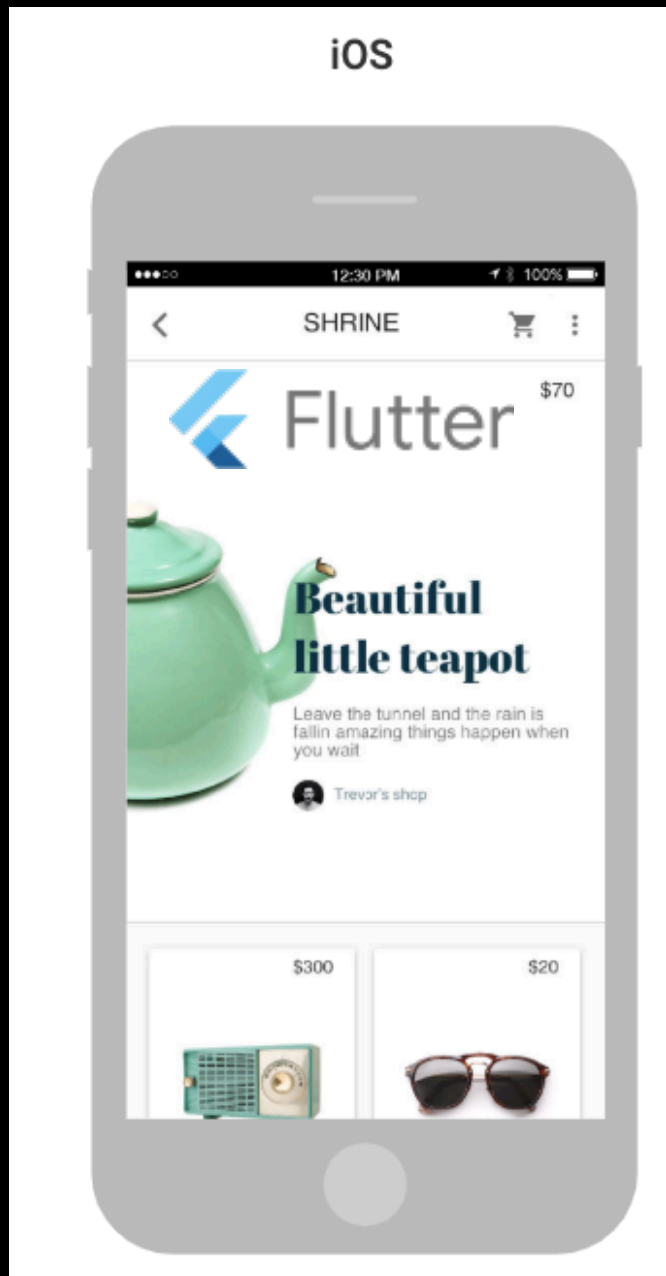 iOS
12:30 PM 100%
SHRINE
Flutter
$70
Beautiful
little teapot
Leave the tunnel and the rain is
fallin amazing things happen when
you wait
Trevor's shop
$300 $20